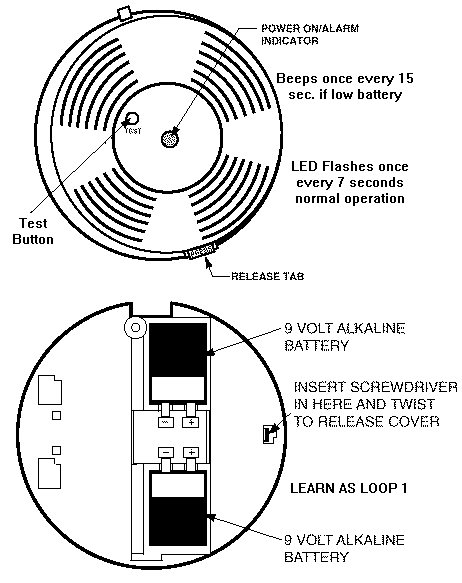 POWER ON/ALARM
INDICATOR
Beeps once every 15
sec. if low battery
TEST
LED Flashes once
every 7 seconds
normal operation
Test
Button
RELEASE TAB
9 VOLT ALKALINE
BATTERY
INSERT SCREWDRIVER
IN HERE AND TWIST
TO RELEASE COVER
LEARN AS LOOP 1
9 VOLT ALKALINE
BATTERY